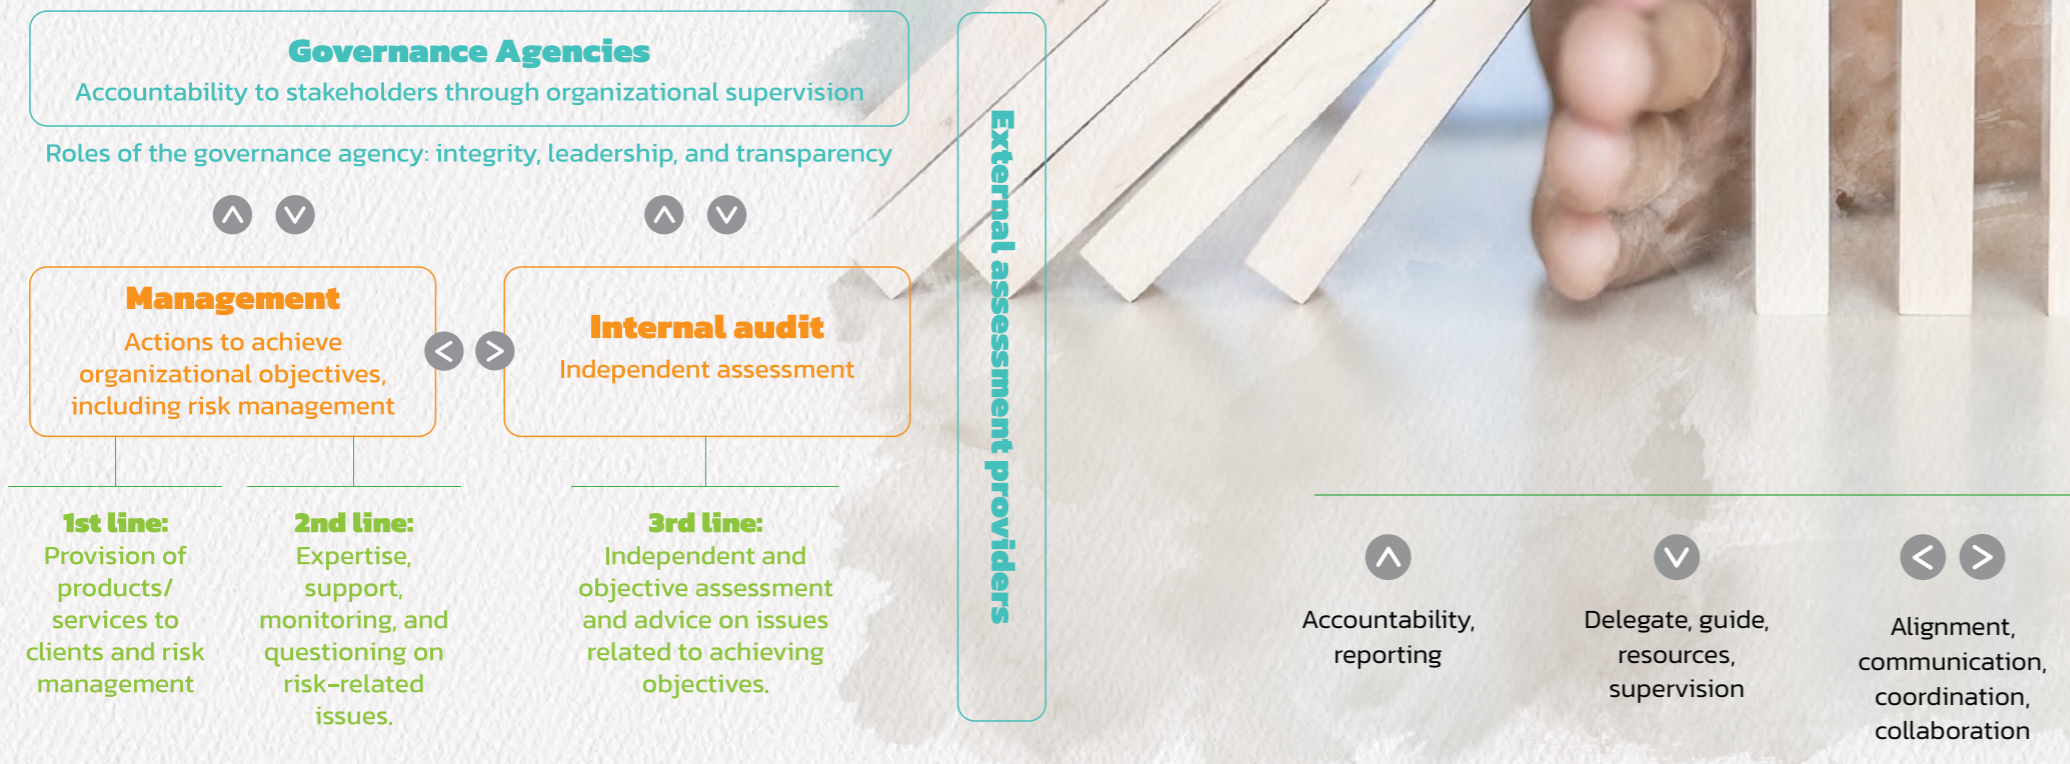 Governance Agencies
Accountability to stakeholders through organizational supervision
Roles of the governance agency: integrity, leadership, and transparency
Management
Actions to achieve
organizational objectives,
including risk management
Internal audit
Independent assessment
1st line:
Provision of
products/
services to
clients and risk
management
2nd line:
Expertise,
support,
monitoring, and
questioning on
risk-related
issues.
3rd line:
Independent and
objective assessment
and advice on issues
related to achieving
objectives.
External assessment providers
Accountability,
reporting
Delegate, guide,
resources,
supervision
Alignment,
communication,
coordination,
collaboration